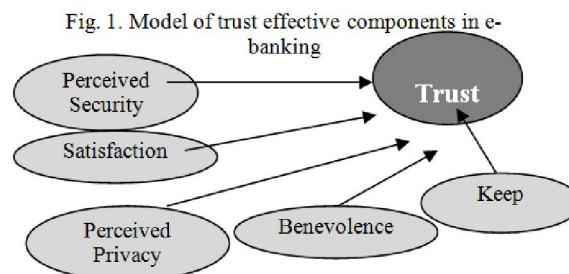 Fig. 1. Model of trust effective components in e-
banking
Perceived
Security
Trust
Satisfaction
Keep
Perceived
Privacy
Benevolence